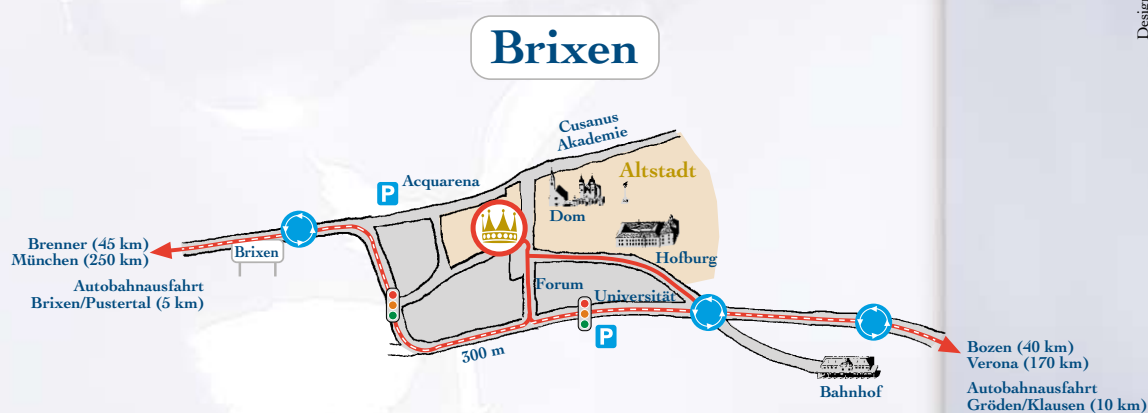 Design
Brixen
Cusanus
Akademie
Altstadt
P
Acquarena
Dom
Brenner (45 km)
München (250 km)
Brixen
Hofburg
Autobahnausfahrt
Brixen/Pustertal (5 km)
Forum
Universität
P
300 m
Bozen (40 km)
Verona (170 km)
Bahnhof
Autobahnausfahrt
Gröden/Klausen (10 km)